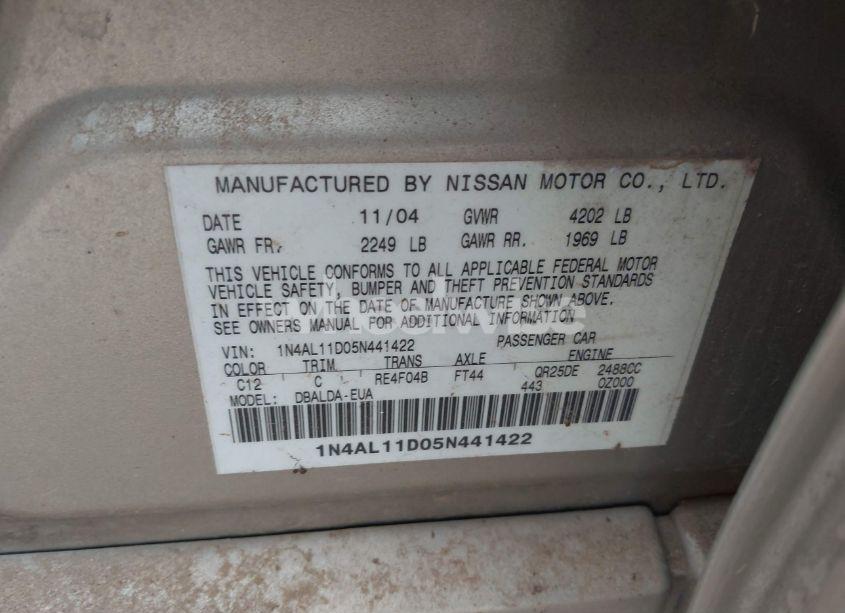 MANUFACTURED BY NISSAN MOTOR CO., LTD.
DATE 11/04 GVWR 4202 LB
GAWR FR. 2249 LB GAWR RR. 1969 LB
THIS VEHICLE CONFORMS TO ALL APPLICABLE FEDERAL MOTOR
VEHICLE SAFETY, BUMPER AND THEFT PREVENTION STANDARDS
IN EFFECT ON THE DATE OF MANUFACTURE SHOWN ABOVE.
SEE OWNERS MANUAL FOR ADDITIONAL INFORMATION
VIN: 1N4AL11D05N441422 PASSENGER CAR
COLOR TRIM TRANS AXLE ENGINE
C12 C RE4F04B FT44 QR25DE 2488CC
443 OZ000
MODEL: DBALDA-EUA
1N4AL11D05N441422